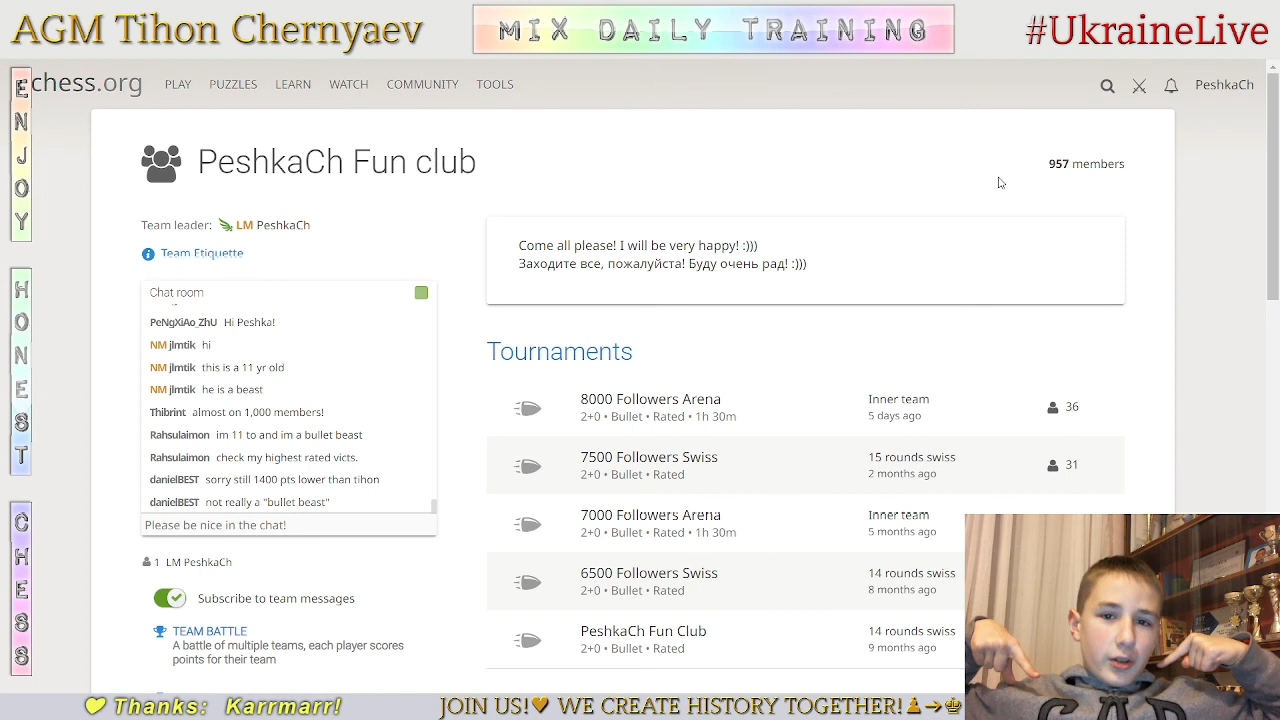 AGM Tihon Chernyaev
MIX DAILY TRAINING
#UkraineLive
chess.org
PLAY
PUZZLES
LEARN
WATCH
COMMUNITY
TOOLS
PeshkaCh
ENJOY
HONEST
CHESS
PeshkaCh Fun club
957 members
Team leader: LM PeshkaCh
Team Etiquette
Come all please! I will be very happy! :)))
Заходите все, пожалуйста! Буду очень рад! :)))
Chat room
PeNgXiAo_ZhU Hi Peshka!
NM jlmtik hi
NM jlmtik this is a 11 yr old
NM jlmtik he is a beast
Thibrint almost on 1,000 members!
Rahsulaimon im 11 to and im a bullet beast
Rahsulaimon check my highest rated victs.
danielBEST sorry still 1400 pts lower than tihon
danielBEST not really a "bullet beast"
Please be nice in the chat!
1 LM PeshkaCh
Subscribe to team messages
TEAM BATTLE
A battle of multiple teams, each player scores
points for their team
Tournaments
8000 Followers Arena
2+0 • Bullet • Rated • 1h 30m
Inner team
5 days ago
36
7500 Followers Swiss
2+0 • Bullet • Rated
15 rounds swiss
2 months ago
31
7000 Followers Arena
2+0 • Bullet • Rated • 1h 30m
Inner team
5 months ago
6500 Followers Swiss
2+0 • Bullet • Rated
14 rounds swiss
8 months ago
PeshkaCh Fun Club
2+0 • Bullet • Rated
14 rounds swiss
9 months ago
Thanks: Karrmarr!
JOIN US! WE CREATE HISTORY TOGETHER!